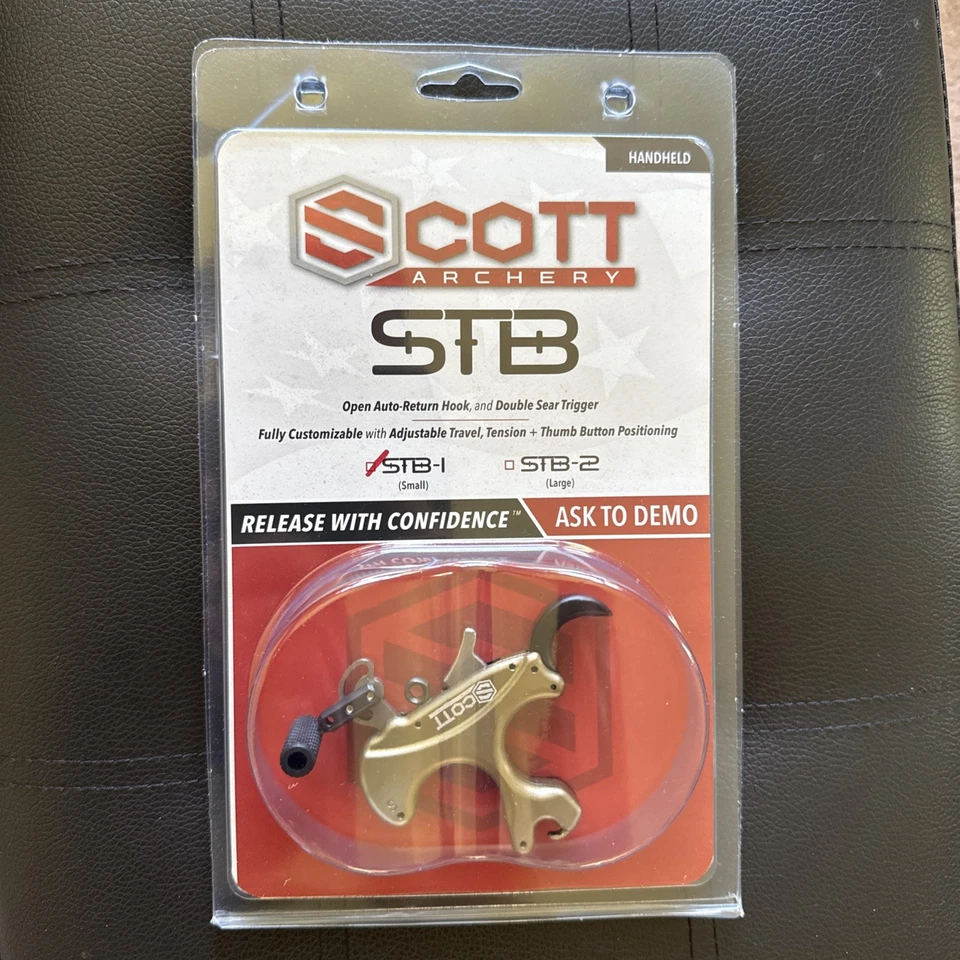 HANDHELD
SCOTT
ARCHERY
STB
Open Auto-Return Hook, and Double Sear Trigger
Fully Customizable with Adjustable Travel, Tension + Thumb Button Positioning
STB-1 STB-2
(Small) (Large)
RELEASE WITH CONFIDENCE™ ASK TO DEMO
SCOTT